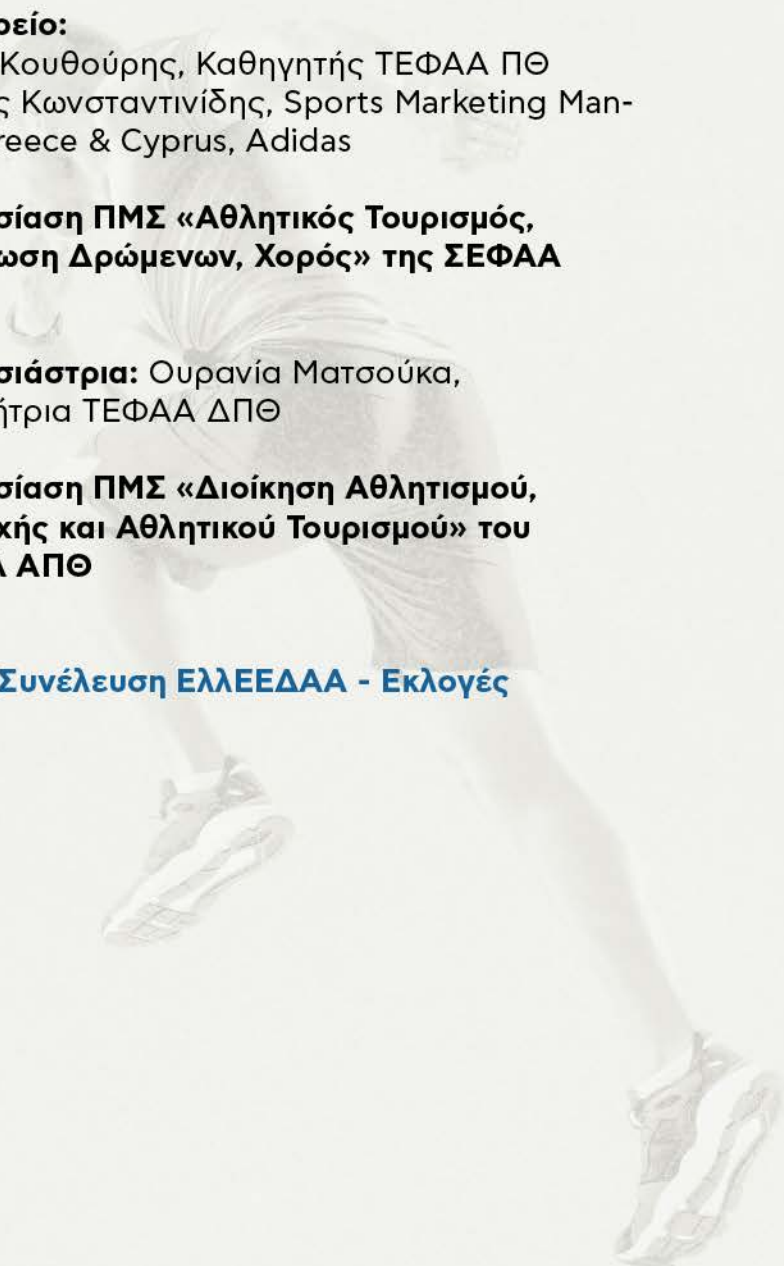 ρείο:
Κουθούρης, Καθηγητής ΤΕΦΑΑ ΠΘ
ς Κωνσταντινίδης, Sports Marketing Man-
reece & Cyprus, Adidas
σίαση ΠΜΣ «Αθλητικός Τουρισμός,
ωση Δρώμενων, Χορός» της ΣΕΦΑΑ
σιάστρια: Ουρανία Ματσούκα,
ήτρια ΤΕΦΑΑ ΔΠΘ
σίαση ΠΜΣ «Διοίκηση Αθλητισμού,
χής και Αθλητικού Τουρισμού» του
ΑΠΘ
Συνέλευση ΕλλΕΕΔΑΑ - Εκλογές